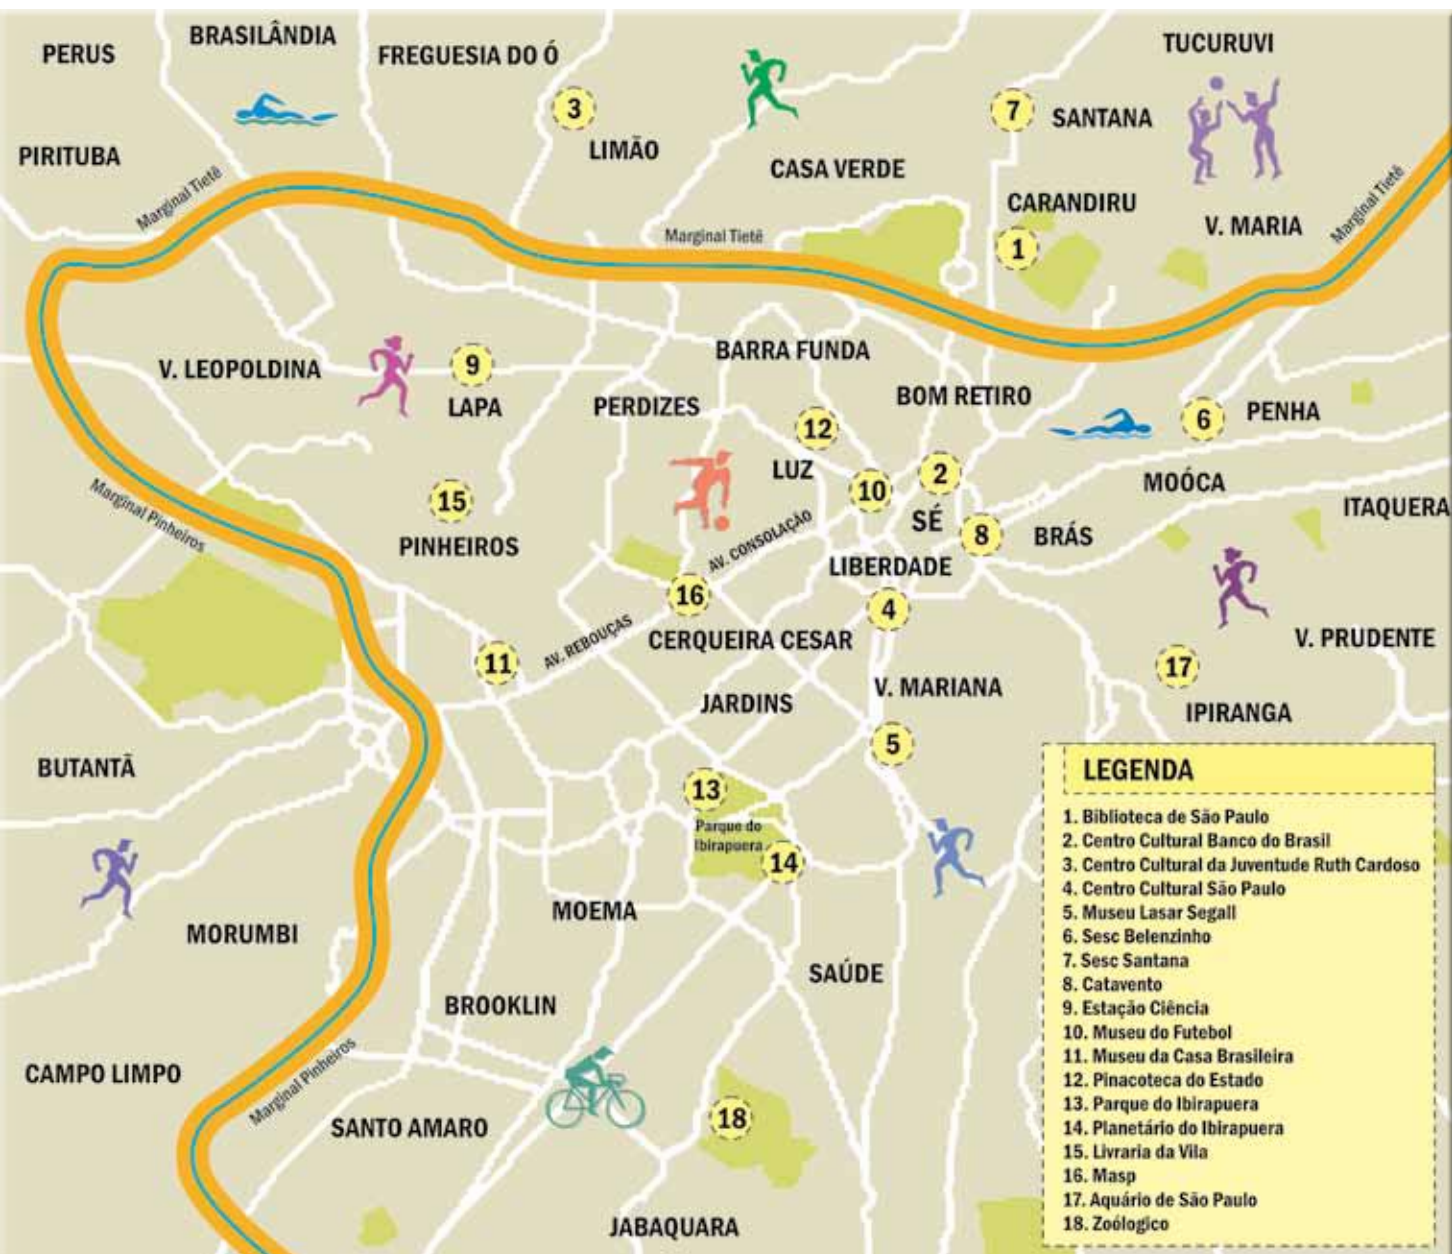 PERUS
BRASILÂNDIA
FREGUESIA DO Ó
TUCURUVI
3
7
SANTANA
PIRITUBA
LIMÃO
CASA VERDE
Marginal Tietê
CARANDIRU
Marginal Tietê
V. MARIA
Marginal Tietê
1
V. LEOPOLDINA
9
LAPA
BARRA FUNDA
PERDIZES
BOM RETIRO
12
6
PENHA
LUZ
2
10
MOÓCA
Marginal Pinheiros
15
ITAQUERA
PINHEIROS
AV. CONSOLAÇÃO
SÉ
8
BRÁS
LIBERDADE
16
4
AV. REBOUÇAS
CERQUEIRA CESAR
V. PRUDENTE
11
17
JARDINS
V. MARIANA
IPIRANGA
5
BUTANTÃ
13
Parque do
Ibirapuera
14
MOEMA
MORUMBI
SAÚDE
BROOKLIN
CAMPO LIMPO
Marginal Pinheiros
SANTO AMARO
18
JABAQUARA
LEGENDA
1. Biblioteca de São Paulo
2. Centro Cultural Banco do Brasil
3. Centro Cultural da Juventude Ruth Cardoso
4. Centro Cultural São Paulo
5. Museu Lasar Segall
6. Sesc Belenzinho
7. Sesc Santana
8. Catavento
9. Estação Ciência
10. Museu do Futebol
11. Museu da Casa Brasileira
12. Pinacoteca do Estado
13. Parque do Ibirapuera
14. Planetário do Ibirapuera
15. Livraria da Vila
16. Masp
17. Aquário de São Paulo
18. Zoólogico